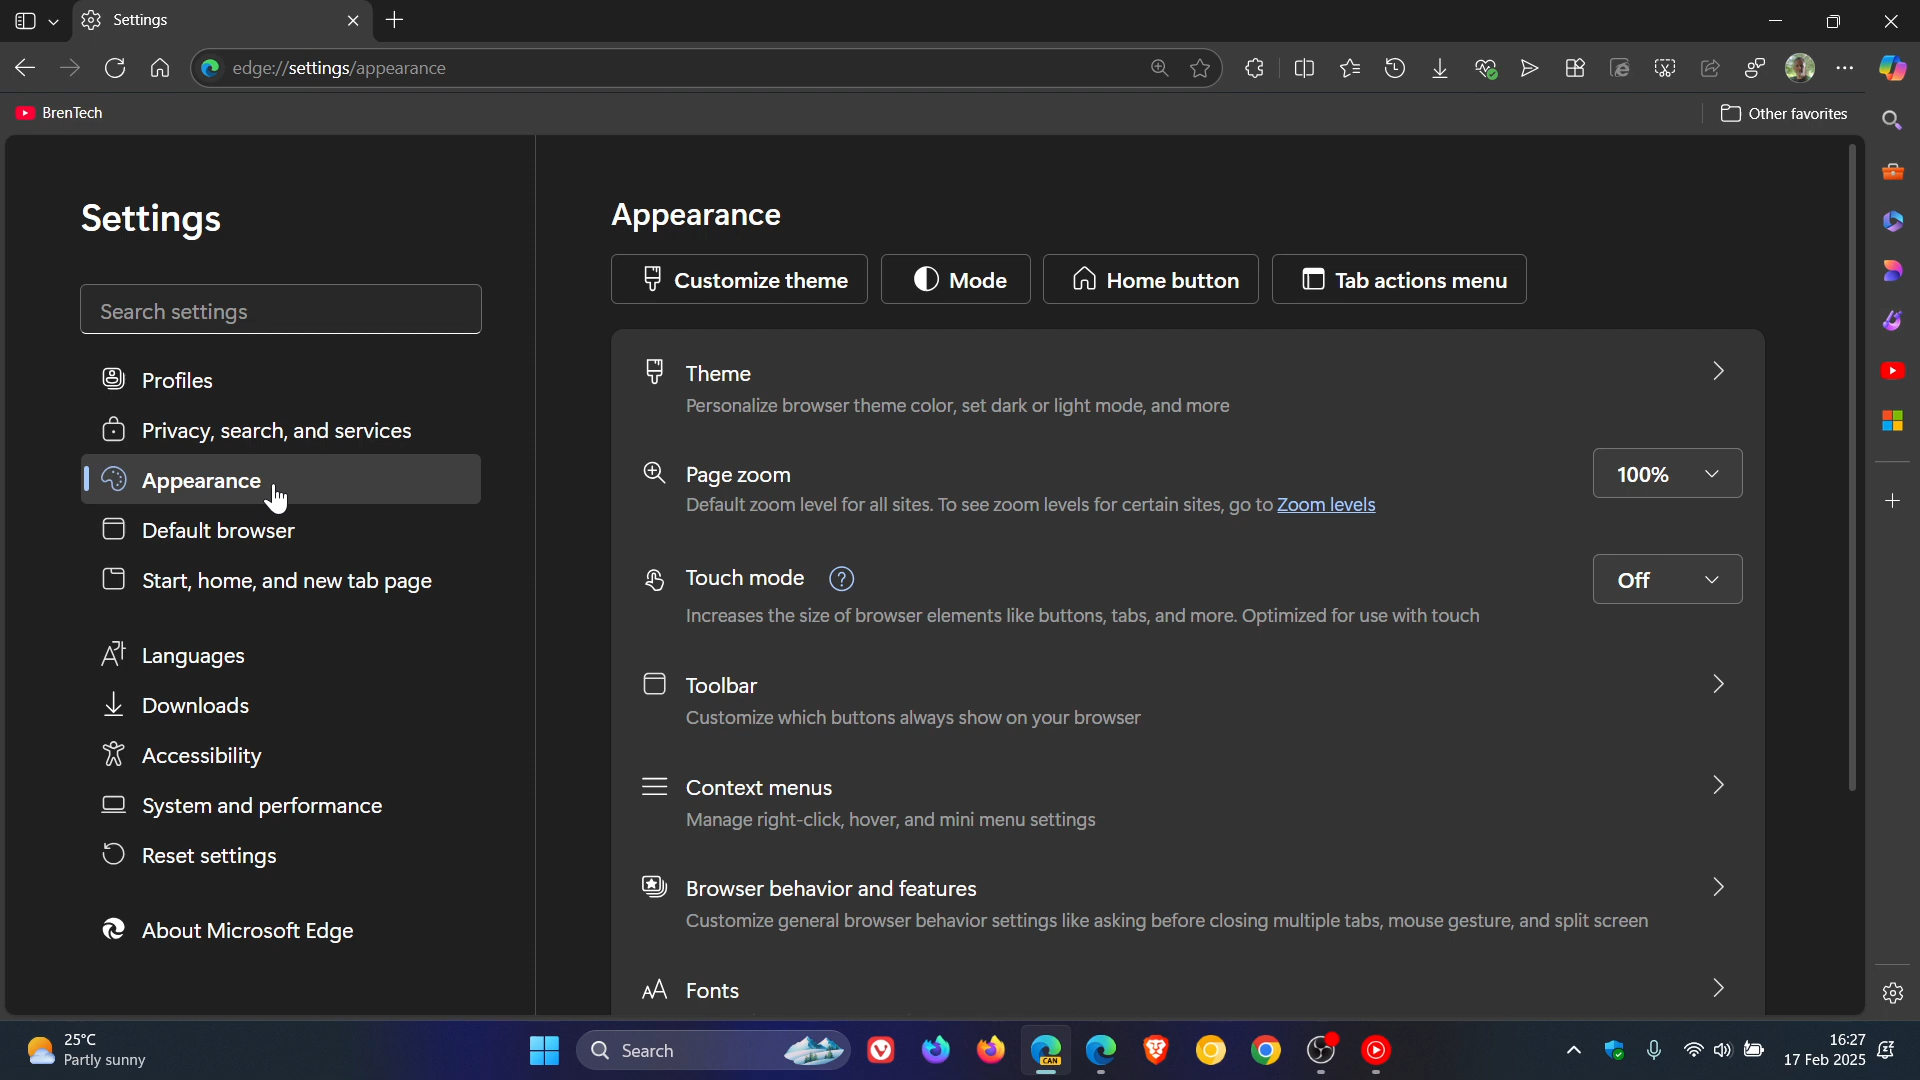 Settings
edge://settings/appearance
BrenTech
Other favorites
Settings
Search settings
Profiles
Privacy, search, and services
Appearance
Default browser
Start, home, and new tab page
Languages
Downloads
Accessibility
System and performance
Reset settings
About Microsoft Edge
Appearance
Customize theme
Mode
Home button
Tab actions menu
Theme
Personalize browser theme color, set dark or light mode, and more
Page zoom
100%
Default zoom level for all sites. To see zoom levels for certain sites, go to Zoom levels
Touch mode
Off
Increases the size of browser elements like buttons, tabs, and more. Optimized for use with touch
Toolbar
Customize which buttons always show on your browser
Context menus
Manage right-click, hover, and mini menu settings
Browser behavior and features
Customize general browser behavior settings like asking before closing multiple tabs, mouse gesture, and split screen
Fonts
25°C
Partly sunny
Search
CAN
16:27
17 Feb 2025